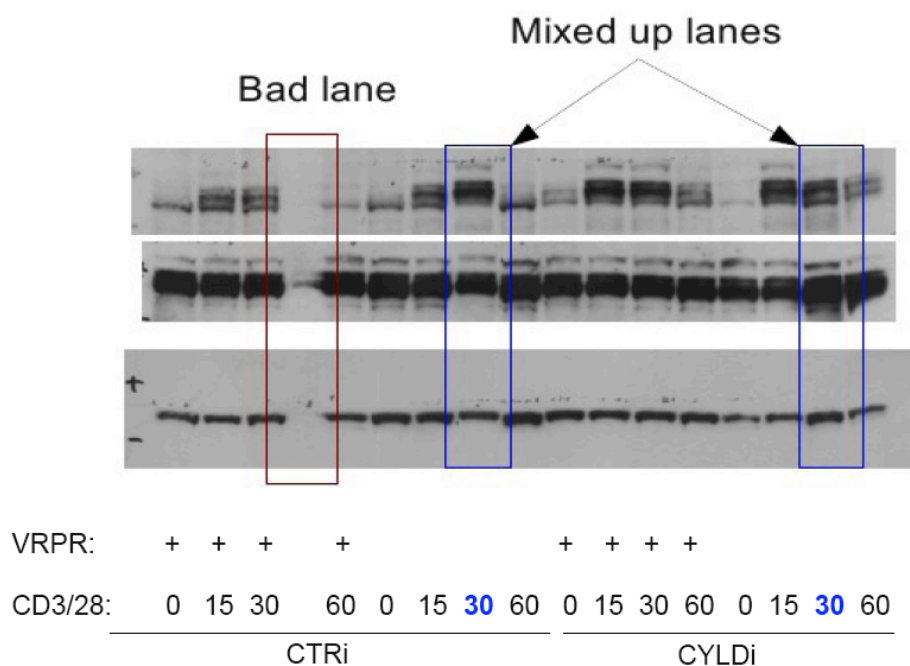 Mixed up lanes
Bad lane
+
–
VRPR: + + + + + + + +
CD3/28: 0 15 30 60 0 15 30 60 0 15 30 60 0 15 30 60
CTRi CYLDi